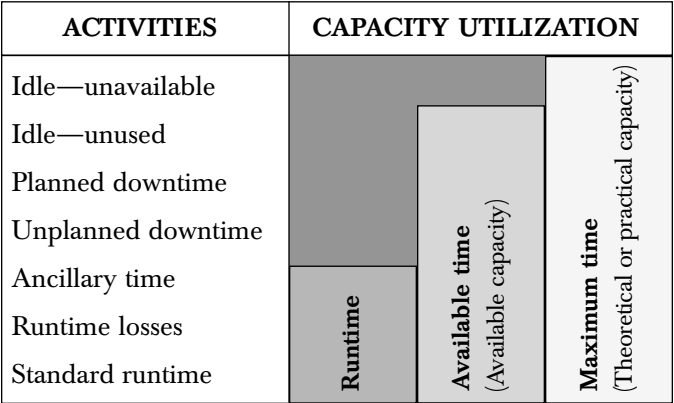 ACTIVITIES
CAPACITY UTILIZATION
Idle—unavailable
Idle—unused
Planned downtime
Unplanned downtime
Ancillary time
Runtime losses
Standard runtime
Runtime
Available time
(Available capacity)
Maximum time
(Theoretical or practical capacity)